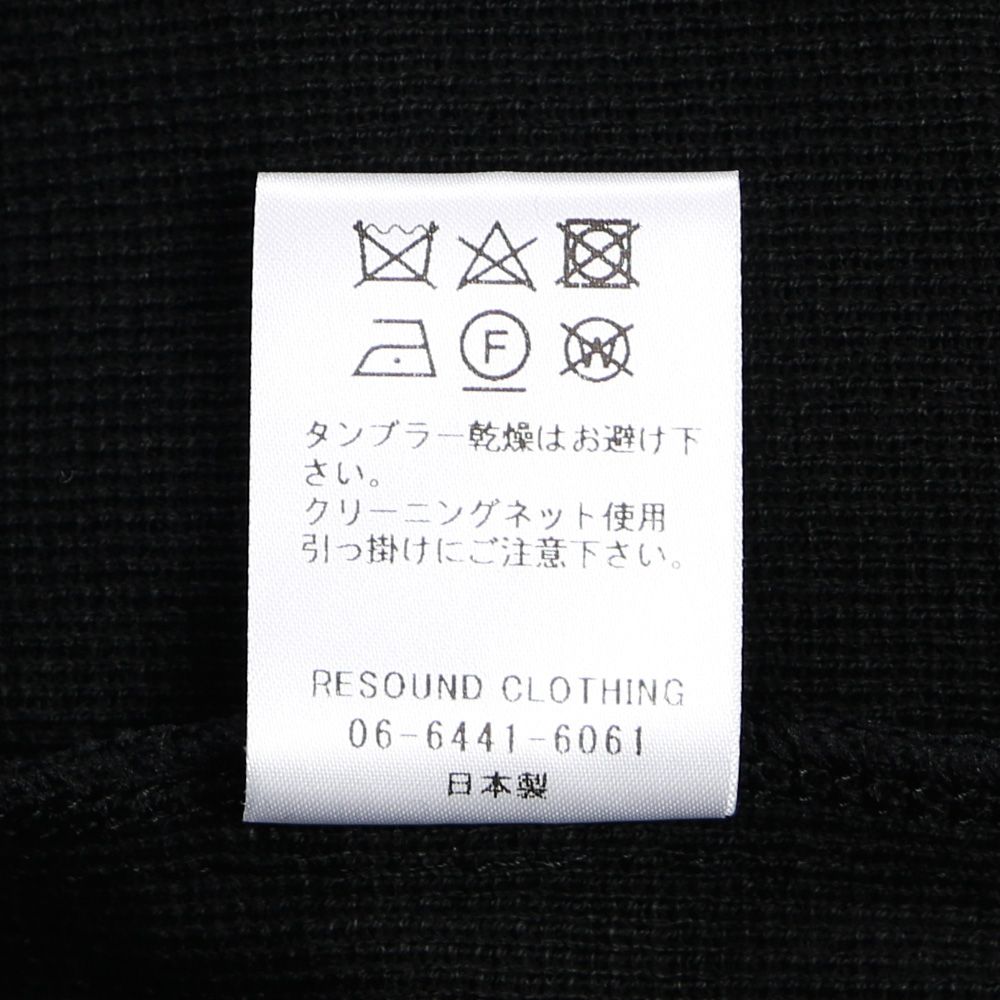 F
W
タンブラー乾燥はお避け下
さい。
クリーニングネット使用
引っ掛けにご注意下さい。
RESOUND CLOTHING
06-6441-6061
日本製